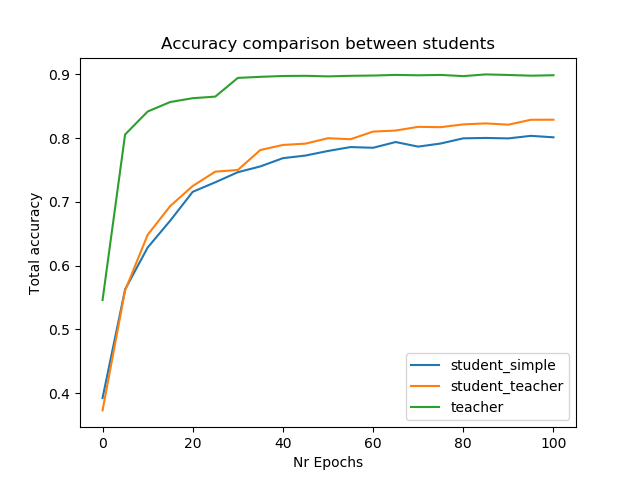 Accuracy comparison between students
Total accuracy
0.9
0.8
0.7
0.6
0.5
0.4
student_simple
student_teacher
teacher
0 20 40 60 80 100
Nr Epochs